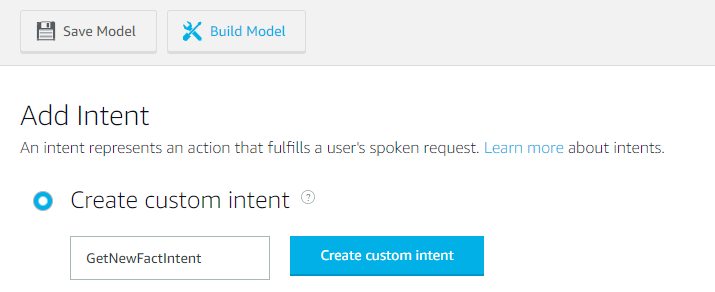 Save Model
Build Model
Add Intent
An intent represents an action that fulfills a user's spoken request. Learn more about intents.
Create custom intent ?
GetNewFactIntent
Create custom intent